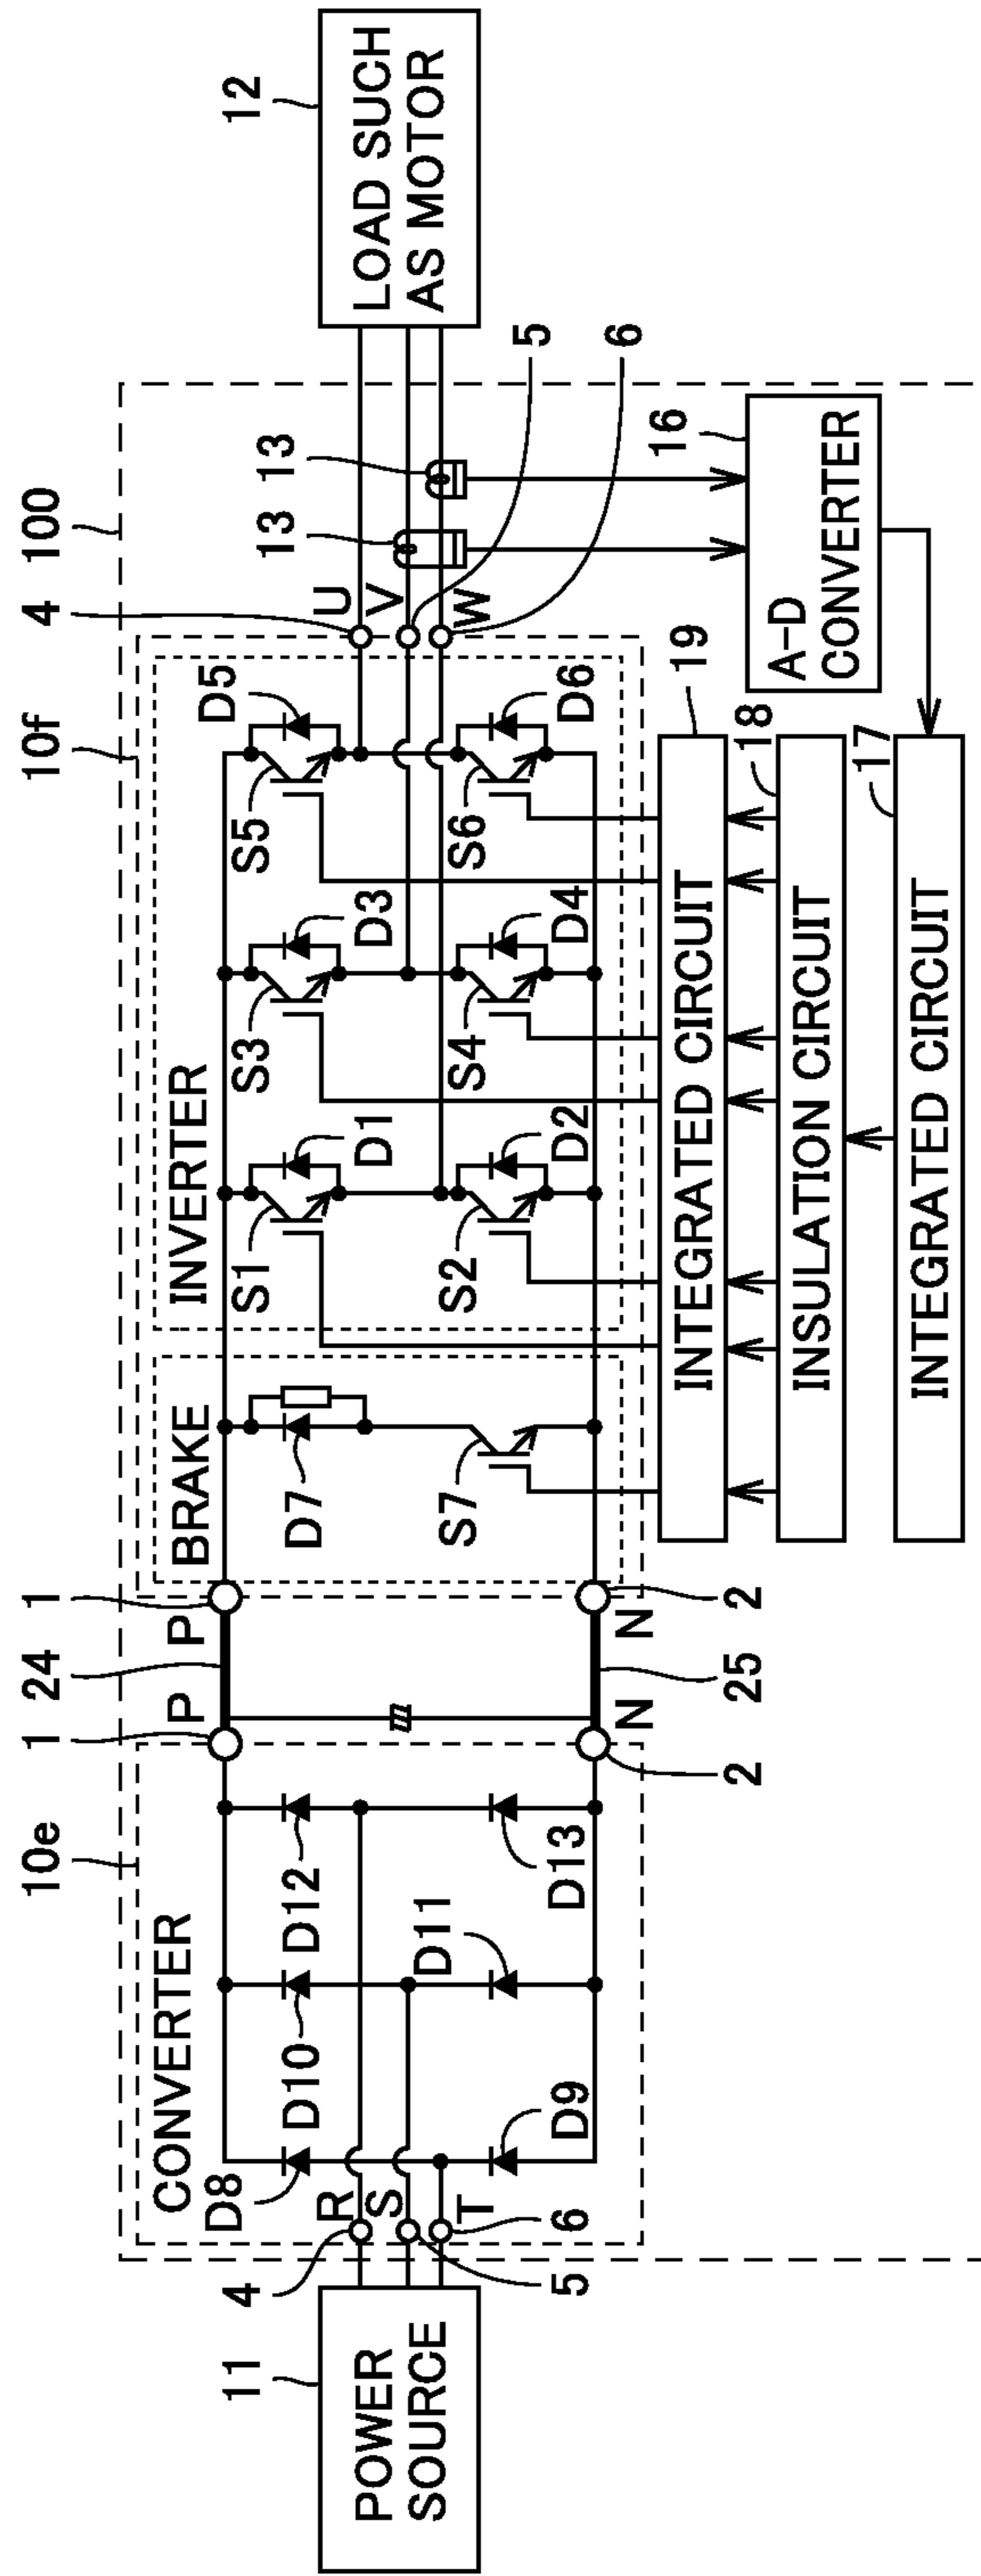 100
10e
1
24
1
10f
4
11
4
CONVERTER
P
P
BRAKE
INVERTER
13
13
12
D8
D10
D12
D7
S1
D1
S3
D3
S5
D5
R
S
T
U
V
W
POWER
SOURCE
LOAD SUCH
AS MOTOR
D9
D11
D13
S7
S2
D2
S4
D4
S6
D6
5
6
N
N
5
6
2
25
2
INTEGRATED CIRCUIT
19
16
INSULATION CIRCUIT
18
A-D
CONVERTER
INTEGRATED CIRCUIT
17